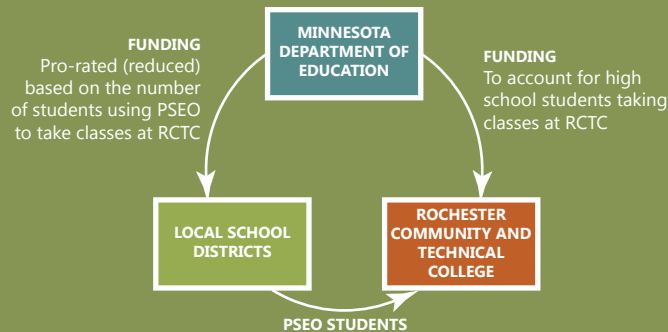 MINNESOTA
DEPARTMENT OF
EDUCATION
FUNDING
Pro-rated (reduced)
based on the number
of students using PSEO
to take classes at RCTC
FUNDING
To account for high
school students taking
classes at RCTC
LOCAL SCHOOL
DISTRICTS
ROCHESTER
COMMUNITY AND
TECHNICAL
COLLEGE
PSEO STUDENTS